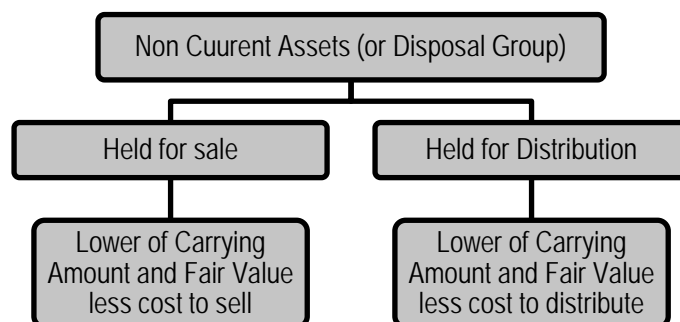 Non Cuurent Assets (or Disposal Group)
Held for sale
Held for Distribution
Lower of Carrying
Amount and Fair Value
less cost to sell
Lower of Carrying
Amount and Fair Value
less cost to distribute